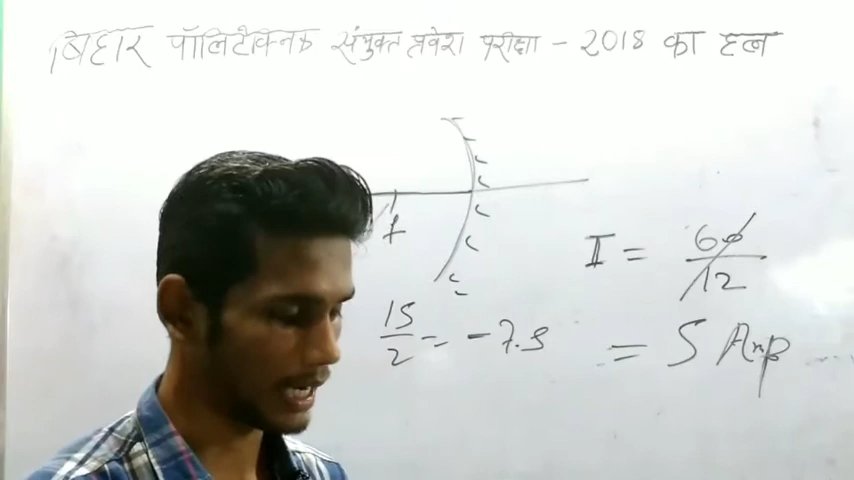 बिहार पॉलिटेक्निक संयुक्त प्रवेश परीक्षा - 2018 का हल
f
I = 60/12
15/2 = -7.5
= 5 Amp